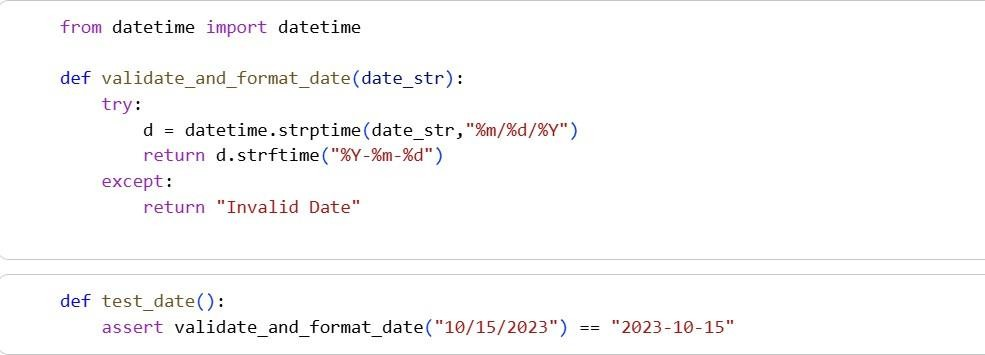 from datetime import datetime
def validate_and_format_date(date_str):
    try:
        d = datetime.strptime(date_str,"%m/%d/%Y")
        return d.strftime("%Y-%m-%d")
    except:
        return "Invalid Date"
def test_date():
    assert validate_and_format_date("10/15/2023") == "2023-10-15"